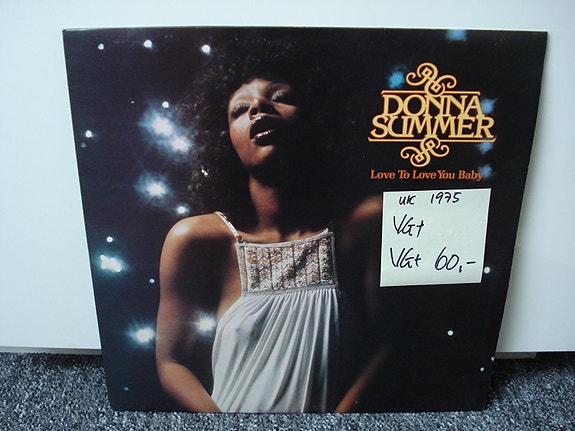 DONNA
SUMMER
Love To Love You Baby
UK 1975
VG+
VG+ 60,-